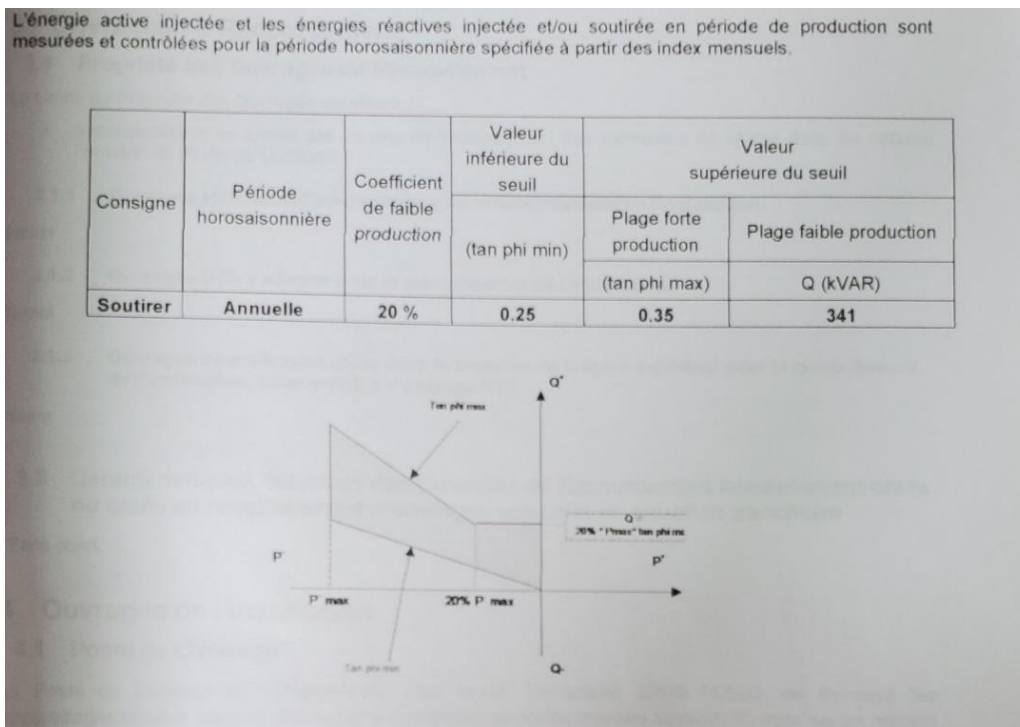 L'énergie active injectée et les énergies réactives injectée et/ou soutirée en période de production sont
mesurées et contrôlées pour la période horosaisonnière spécifiée à partir des index mensuels.
Consigne
Période
horosaisonnière
Coefficient
de faible
production
Valeur
inférieure du
seuil
(tan phi min)
Valeur
supérieure du seuil
Plage forte
production
(tan phi max)
Plage faible production
Q (kVAR)
Soutirer Annuelle 20 % 0.25 0.35 341
Q+
Tan phi max
Q
20% * Pmax* tan phi
P-
P+
P max
20% P max
Tan phi min
Q-